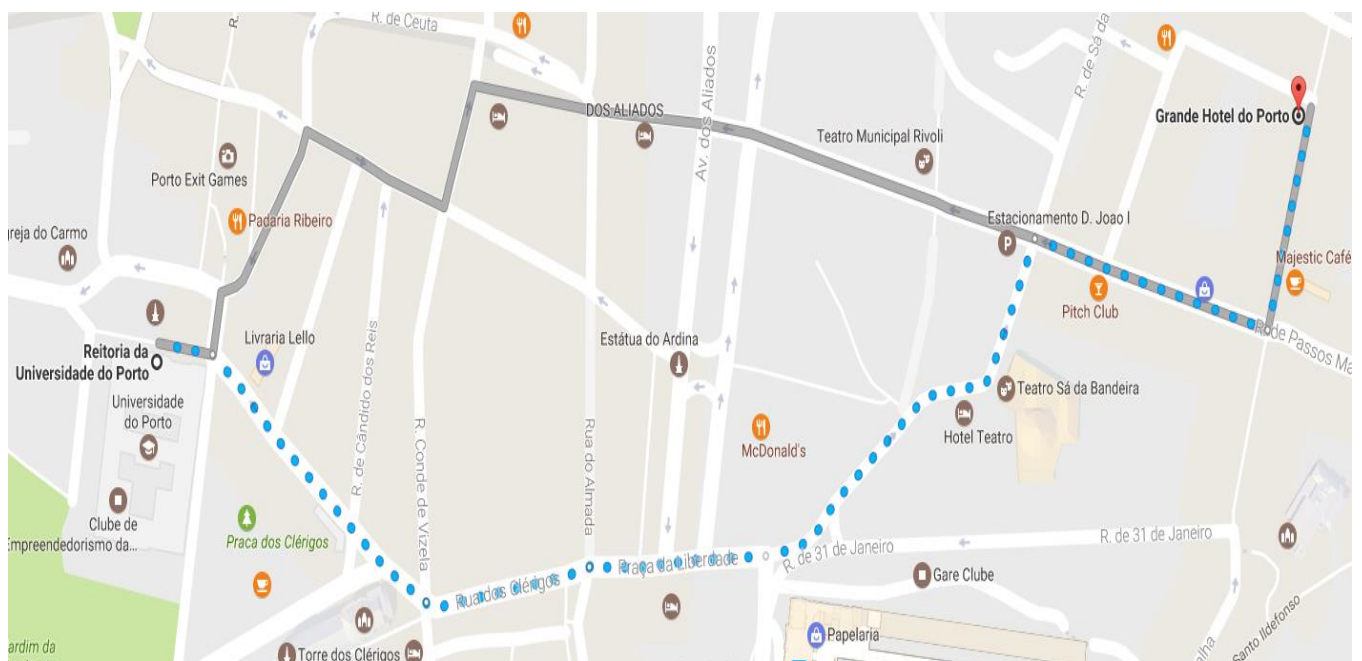 R. de Ceuta
R.
Av. dos Aliados
R. de Sá da
Grande Hotel do Porto
DOS ALIADOS
Teatro Municipal Rivoli
Porto Exit Games
Padaria Ribeiro
Estacionamento D. Joao I
P
greja do Carmo
Majestic Café
Pitch Club
R. de Passos Ma
Livraria Lello
Estátua do Ardina
Reitoria da
Universidade do Porto
Universidade
do Porto
Teatro Sá da Bandeira
Hotel Teatro
McDonald's
R. de Cândido dos Reis
R. Conde de Vizela
Rua do Almada
Clube de
Empreendedorismo da...
Praca dos Clérigos
R. de 31 de Janeiro
R. de 31 de Janeiro
Praça da Liberdade
Rua dos Clérigos
Gare Clube
Papelaria
Santo Ildefonso
alha
ardim da
Torre dos Clérigos